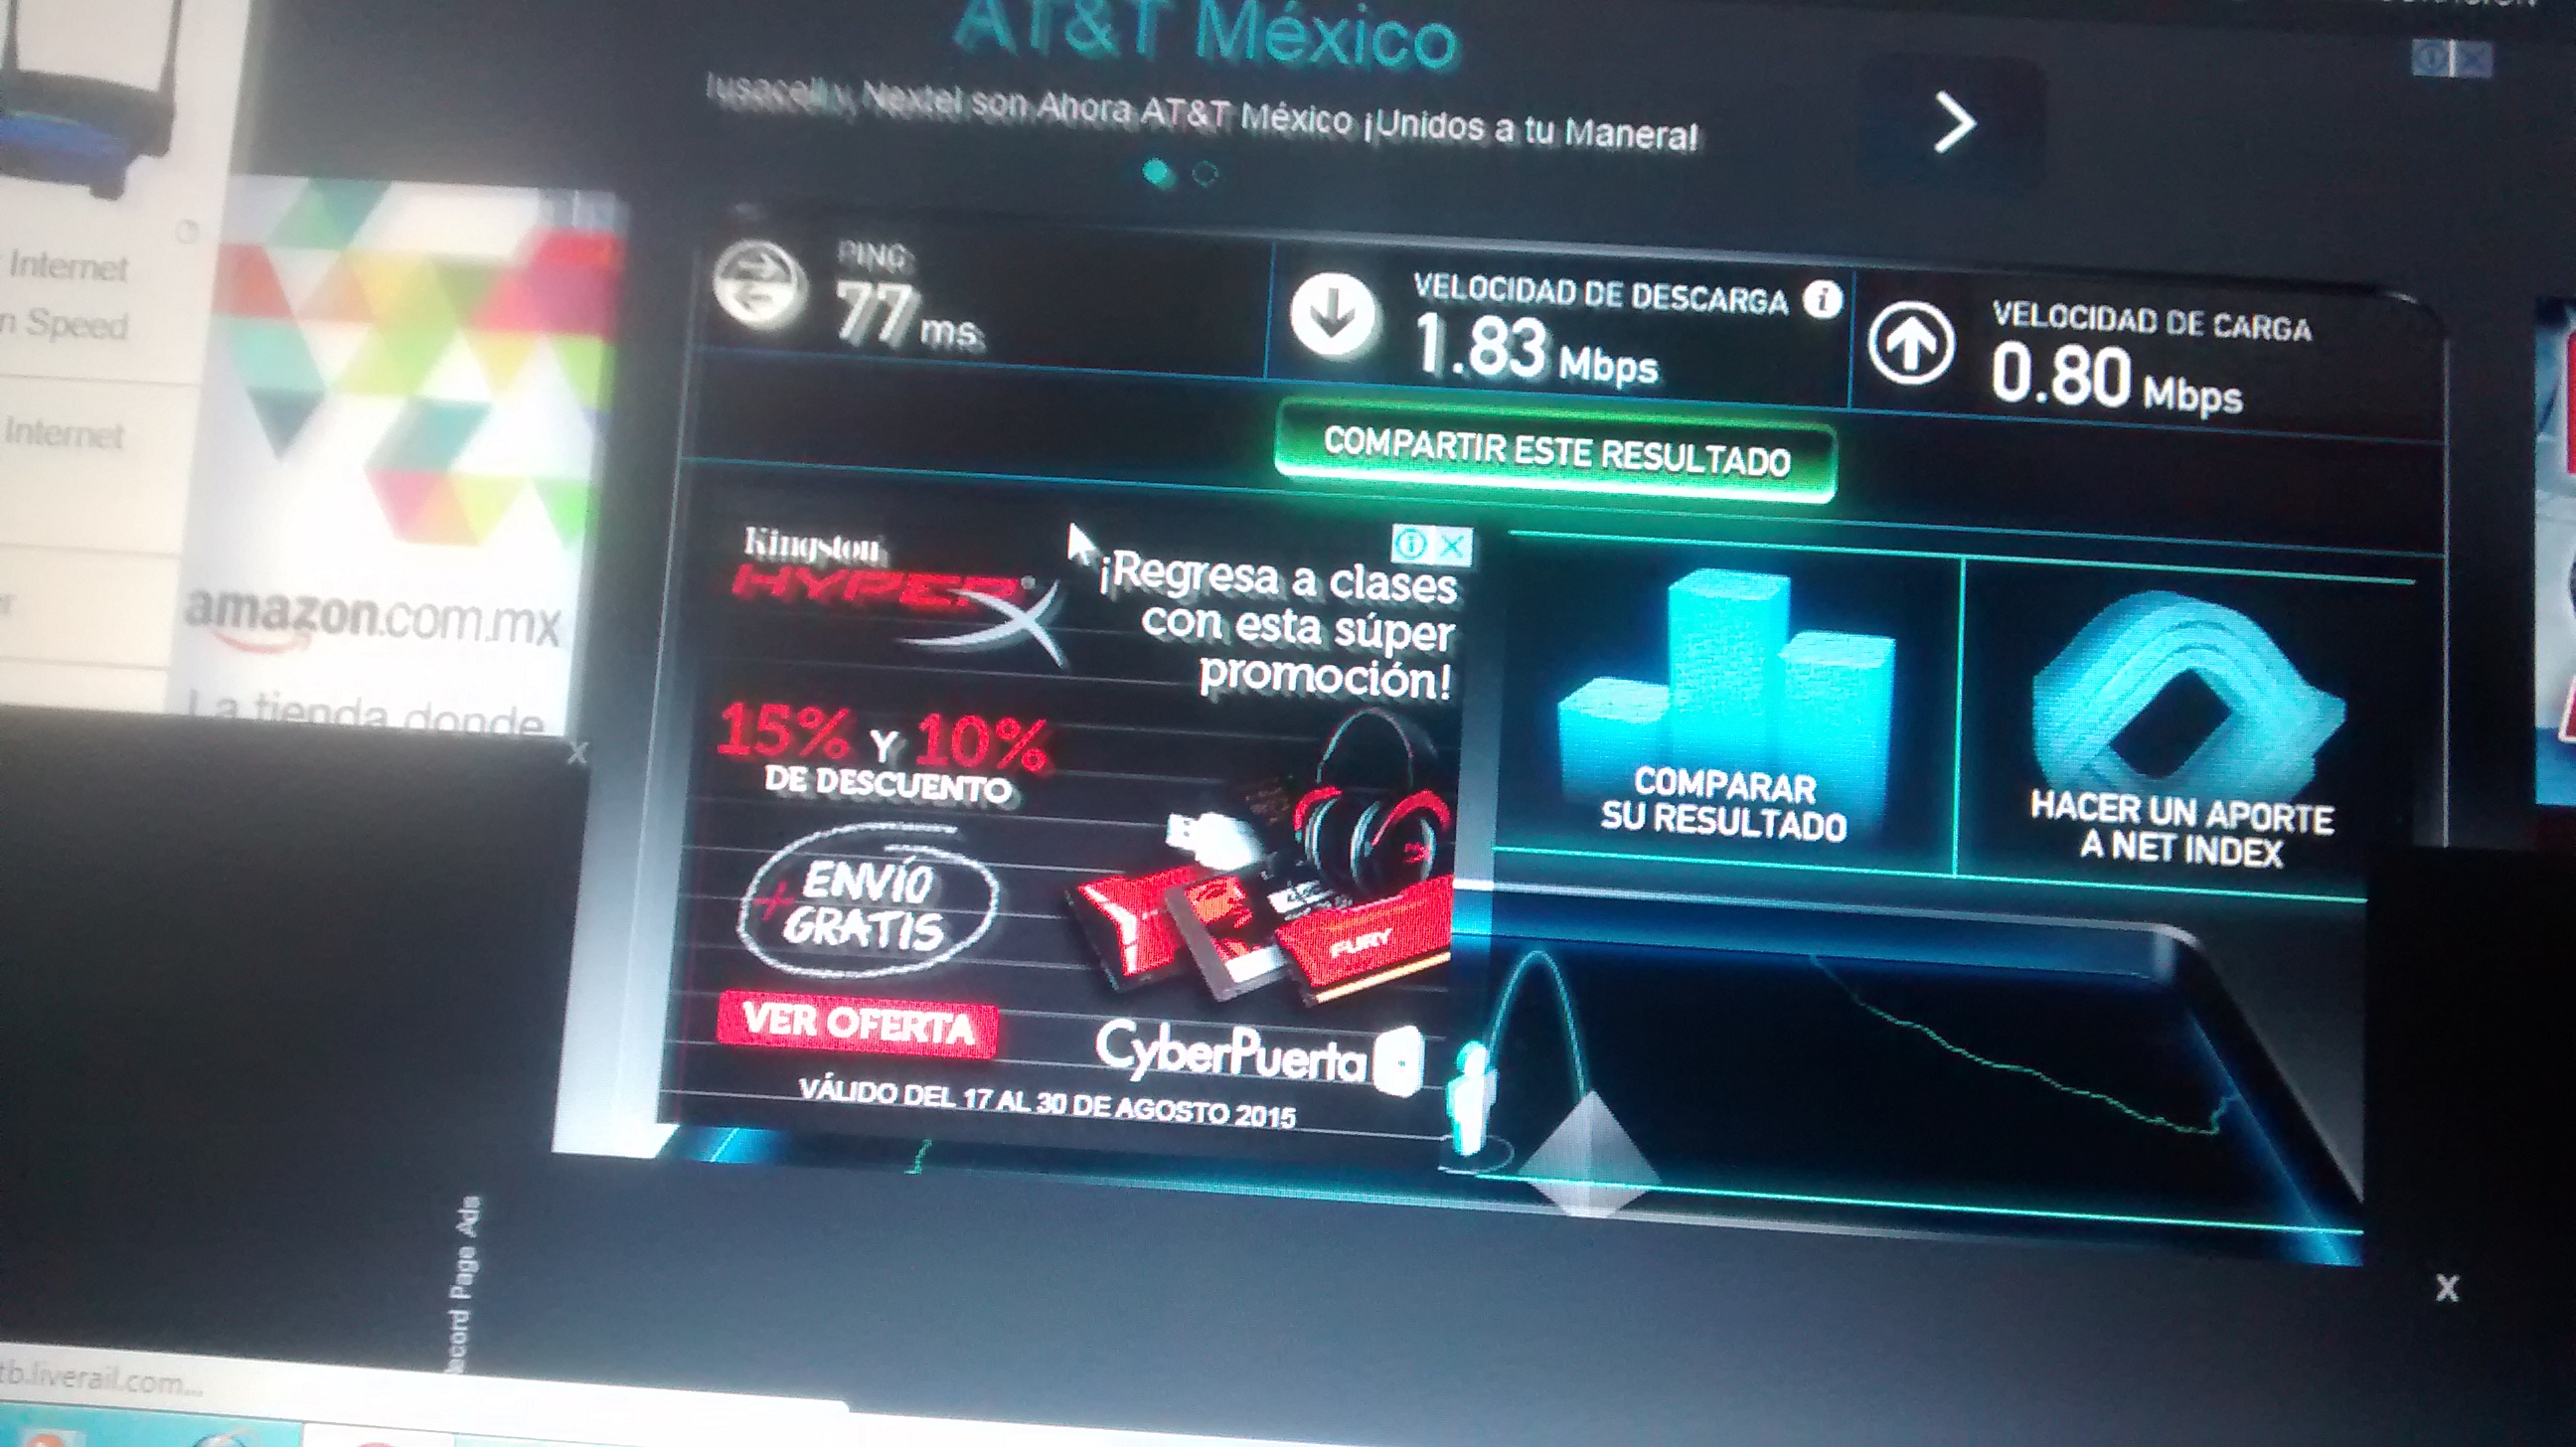 AT&T México
Iusacell y Nextel son Ahora AT&T México ¡Unidos a tu Manera!
PING
77 ms
VELOCIDAD DE DESCARGA
1.83 Mbps
VELOCIDAD DE CARGA
0.80 Mbps
COMPARTIR ESTE RESULTADO
Internet
n Speed
Internet
er
amazon.com.mx
La tienda donde
X
Kingston
HYPERX
¡Regresa a clases
con esta súper
promoción!
15% Y 10%
DE DESCUENTO
+ ENVÍO
GRATIS
FURY
VER OFERTA
CyberPuerta
VÁLIDO DEL 17 AL 30 DE AGOSTO 2015
COMPARAR
SU RESULTADO
HACER UN APORTE
A NET INDEX
Record Page Ads
X
tb.liverail.com...